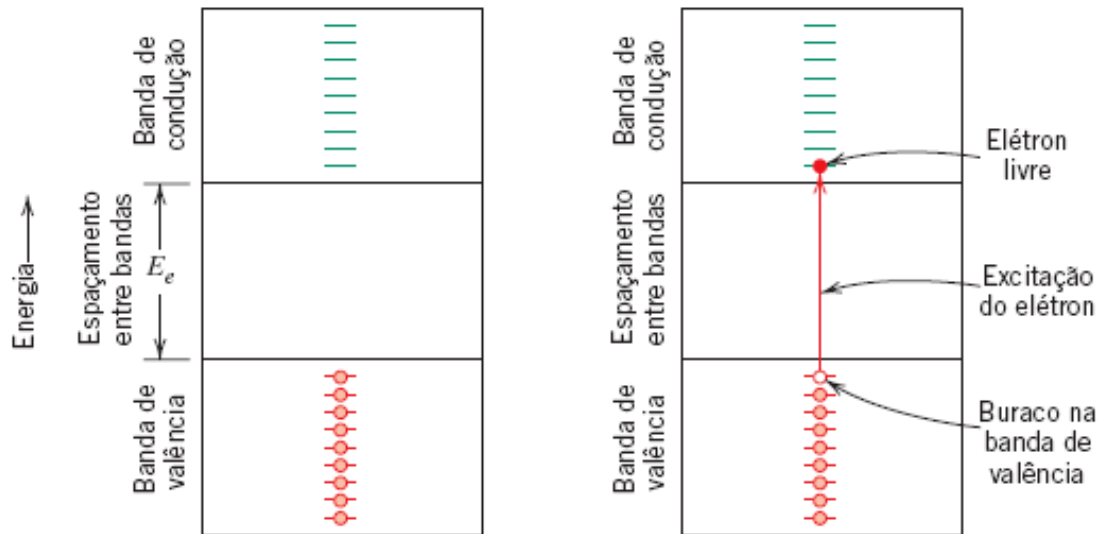 Energia
Banda de
condução
Espaçamento
entre bandas
E_e
Banda de
valência
Banda de
condução
Espaçamento
entre bandas
Banda de
valência
Elétron
livre
Excitação
do elétron
Buraco na
banda de
valência